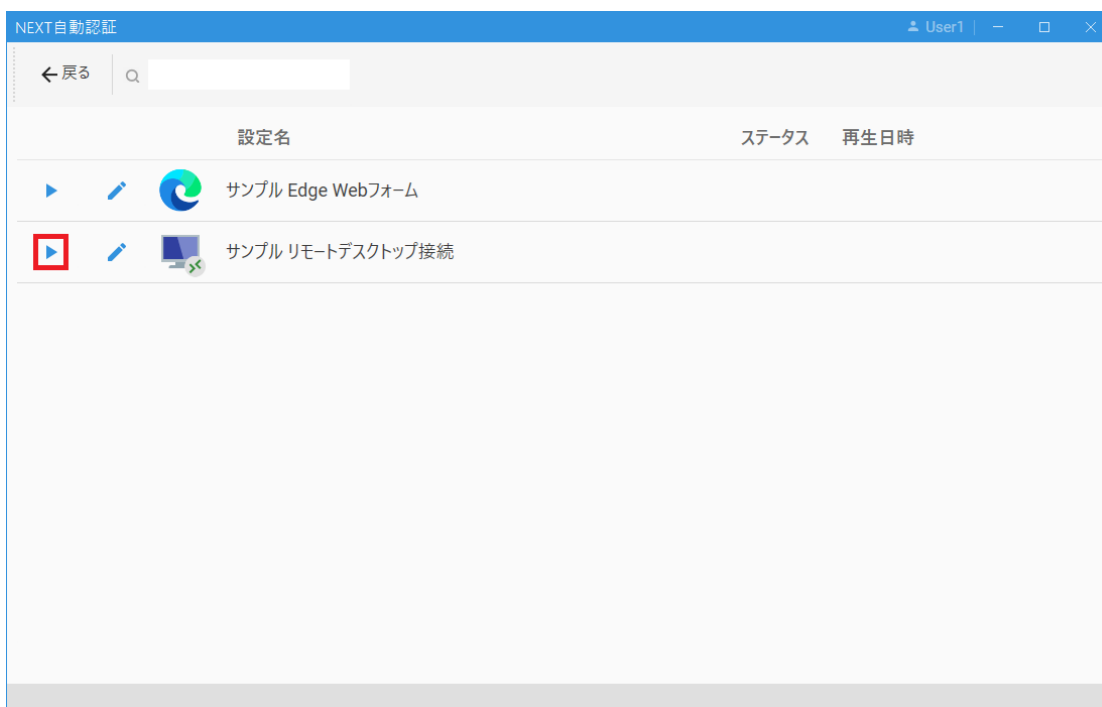 NEXT自動認証 User1
戻る
設定名 ステータス 再生日時
サンプル Edge Webフォーム
サンプル リモートデスクトップ接続